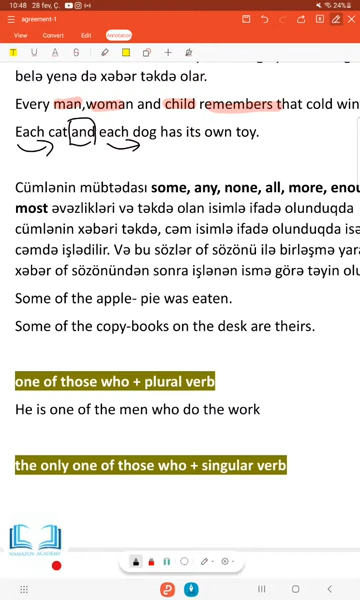 10:48 28 fev, Ç.
24%
agreement-1
View Convert Edit Annotation
belə yenə də xəbər təkdə olar.
Every man,woman and child remembers that cold win
Each cat and each dog has its own toy.
Cümlənin mübtədası some, any, none, all, more, enou
most əvəzlikləri və təkdə olan isimlə ifadə olunduqda
cümlənin xəbəri təkdə, cəm isimlə ifadə olunduqda isə
cəmdə işlədilir. Və bu sözlər of sözönü ilə birləşmə yara
xəbər of sözönündən sonra işlənən ismə görə təyin olu
Some of the apple- pie was eaten.
Some of the copy-books on the desk are theirs.
one of those who + plural verb
He is one of the men who do the work
the only one of those who + singular verb